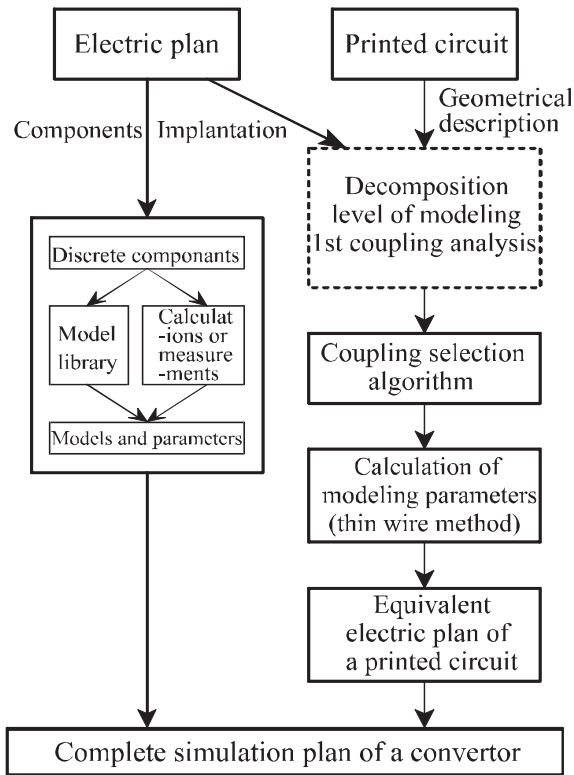 Electric plan
Printed circuit
Components
Implantation
Geometrical
description
Decomposition
level of modeling
1st coupling analysis
Discrete componants
Model
library
Calculat
-ions or
measure
-ments
Models and parameters
Coupling selection
algorithm
Calculation of
modeling parameters
(thin wire method)
Equivalent
electric plan of
a printed circuit
Complete simulation plan of a convertor